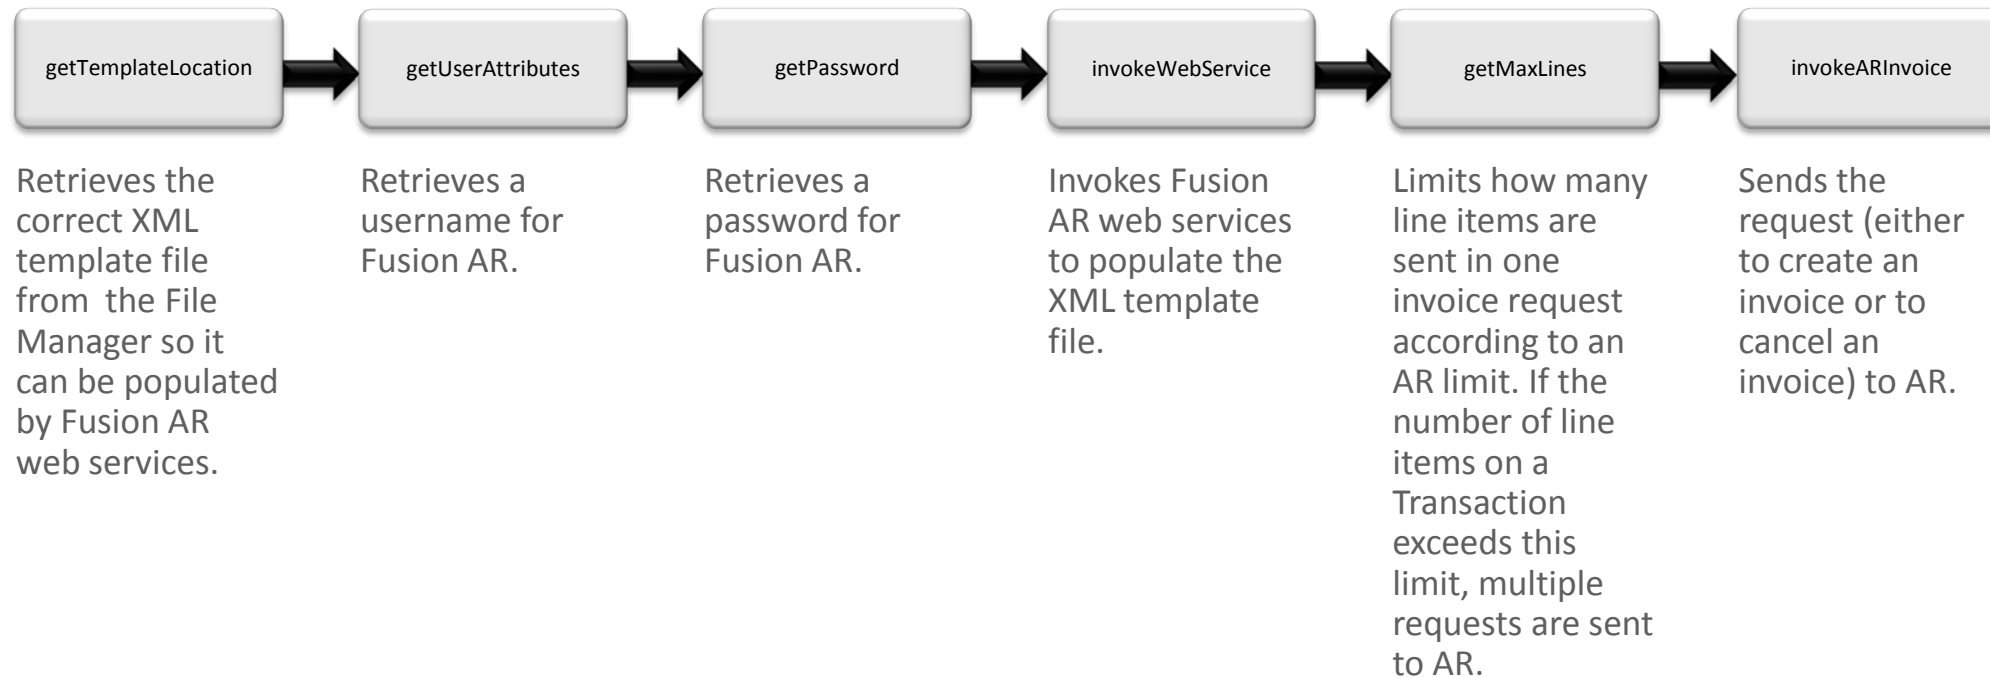 getTemplateLocation
getUserAttributes
getPassword
invokeWebService
getMaxLines
invokeARInvoice
Retrieves the
correct XML
template file
from  the File
Manager so it
can be populated
by Fusion AR
web services.
Retrieves a
username for
Fusion AR.
Retrieves a
password for
Fusion AR.
Invokes Fusion
AR web services
to populate the
XML template
file.
Limits how many
line items are
sent in one
invoice request
according to an
AR limit. If the
number of line
items on a
Transaction
exceeds this
limit, multiple
requests are sent
to AR.
Sends the
request (either
to create an
invoice or to
cancel an
invoice) to AR.